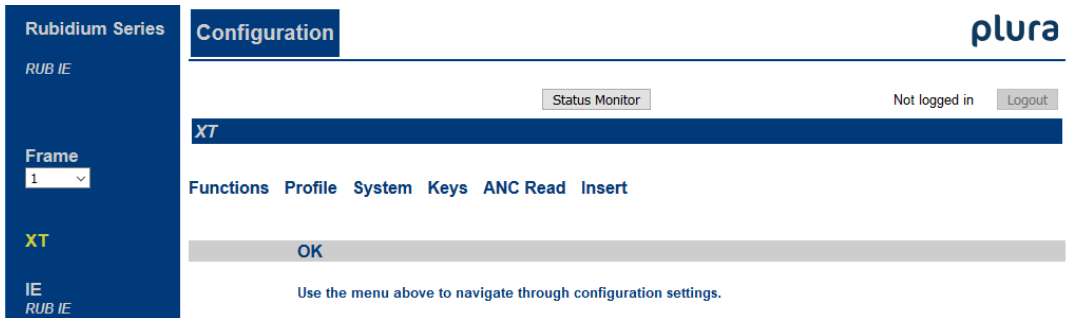 Rubidium Series
RUB IE
Frame
1
XT
IE
RUB IE
Configuration
plura
Status Monitor
Not logged in Logout
XT
Functions Profile System Keys ANC Read Insert
OK
Use the menu above to navigate through configuration settings.